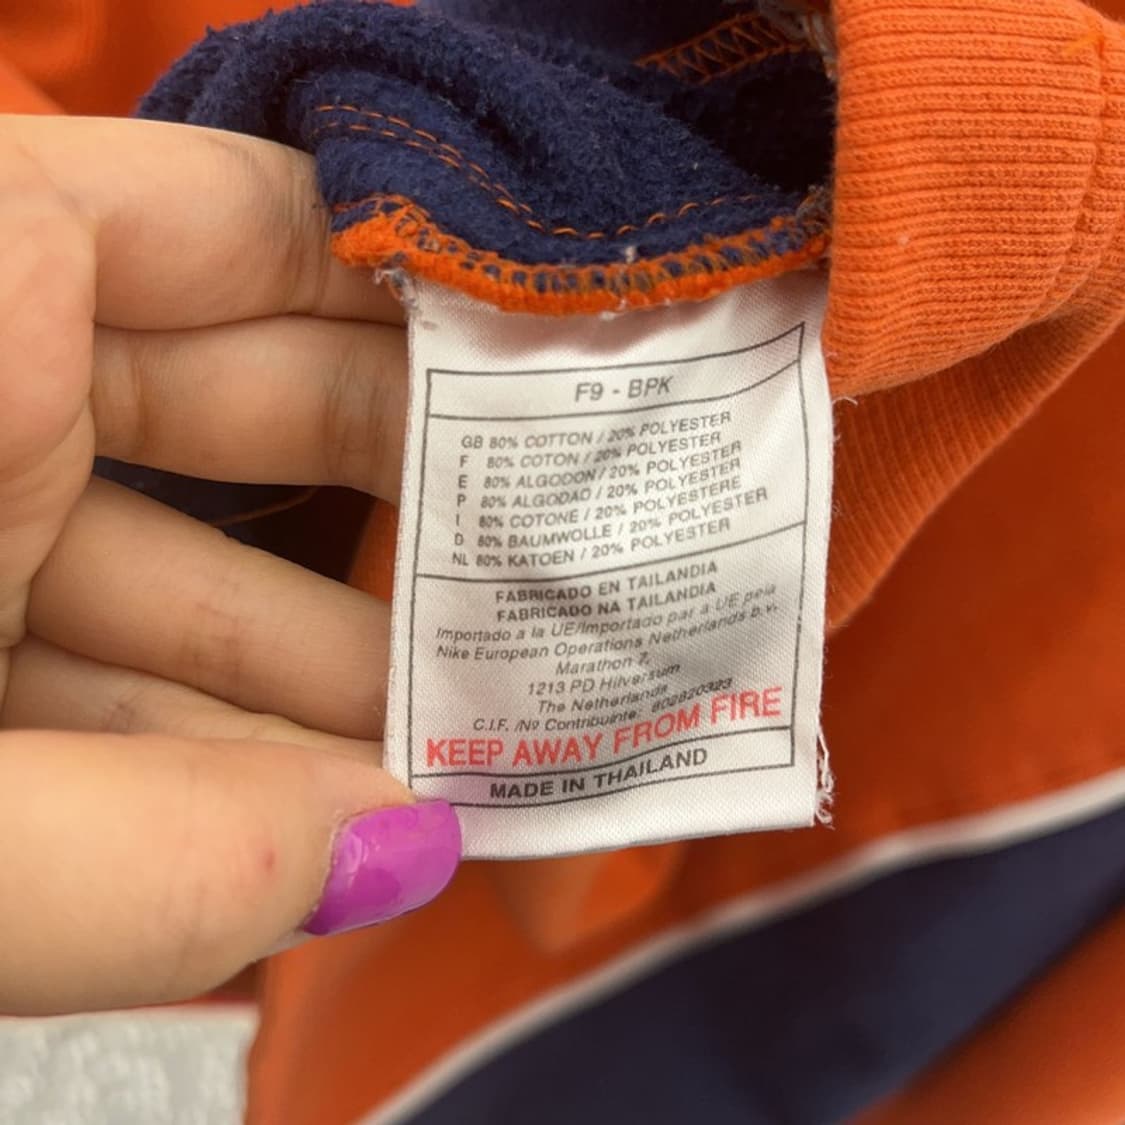 F9 - BPK
GB 80% COTTON / 20% POLYESTER
F 80% COTON / 20% POLYESTER
E 80% ALGODON / 20% POLYESTER
P 80% ALGODAO / 20% POLYESTER
I 80% COTONE / 20% POLYESTERE
D 80% BAUMWOLLE / 20% POLYESTER
NL 80% KATOEN / 20% POLYESTER
FABRICADO EN TAILANDIA
FABRICADO NA TAILANDIA
Importado a la UE/Importado par a UE pela
Nike European Operations Netherlands b.v.
Marathon 7,
1213 PD Hilversum
The Netherlands
C.I.F. /Nº Contribuinte: 802820323
KEEP AWAY FROM FIRE
MADE IN THAILAND